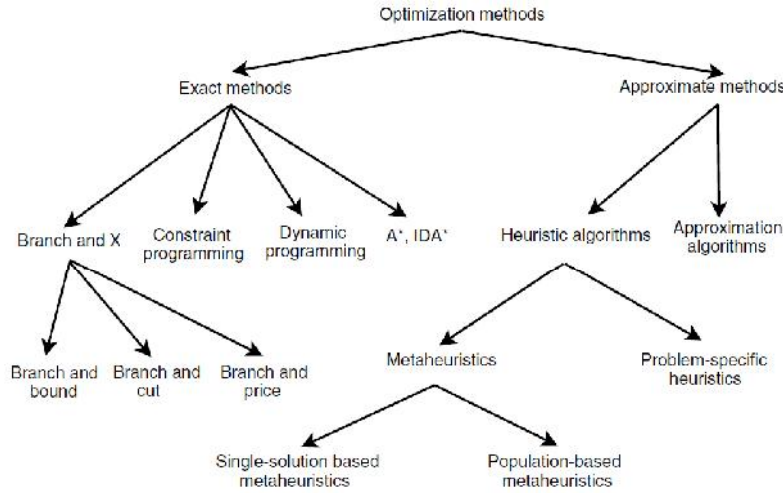 Optimization methods
Exact methods
Approximate methods
Branch and X
Constraint
programming
Dynamic
programming
A*, IDA*
Heuristic algorithms
Approximation
algorithms
Branch and
bound
Branch and
cut
Branch and
price
Metaheuristics
Problem-specific
heuristics
Single-solution based
metaheuristics
Population-based
metaheuristics